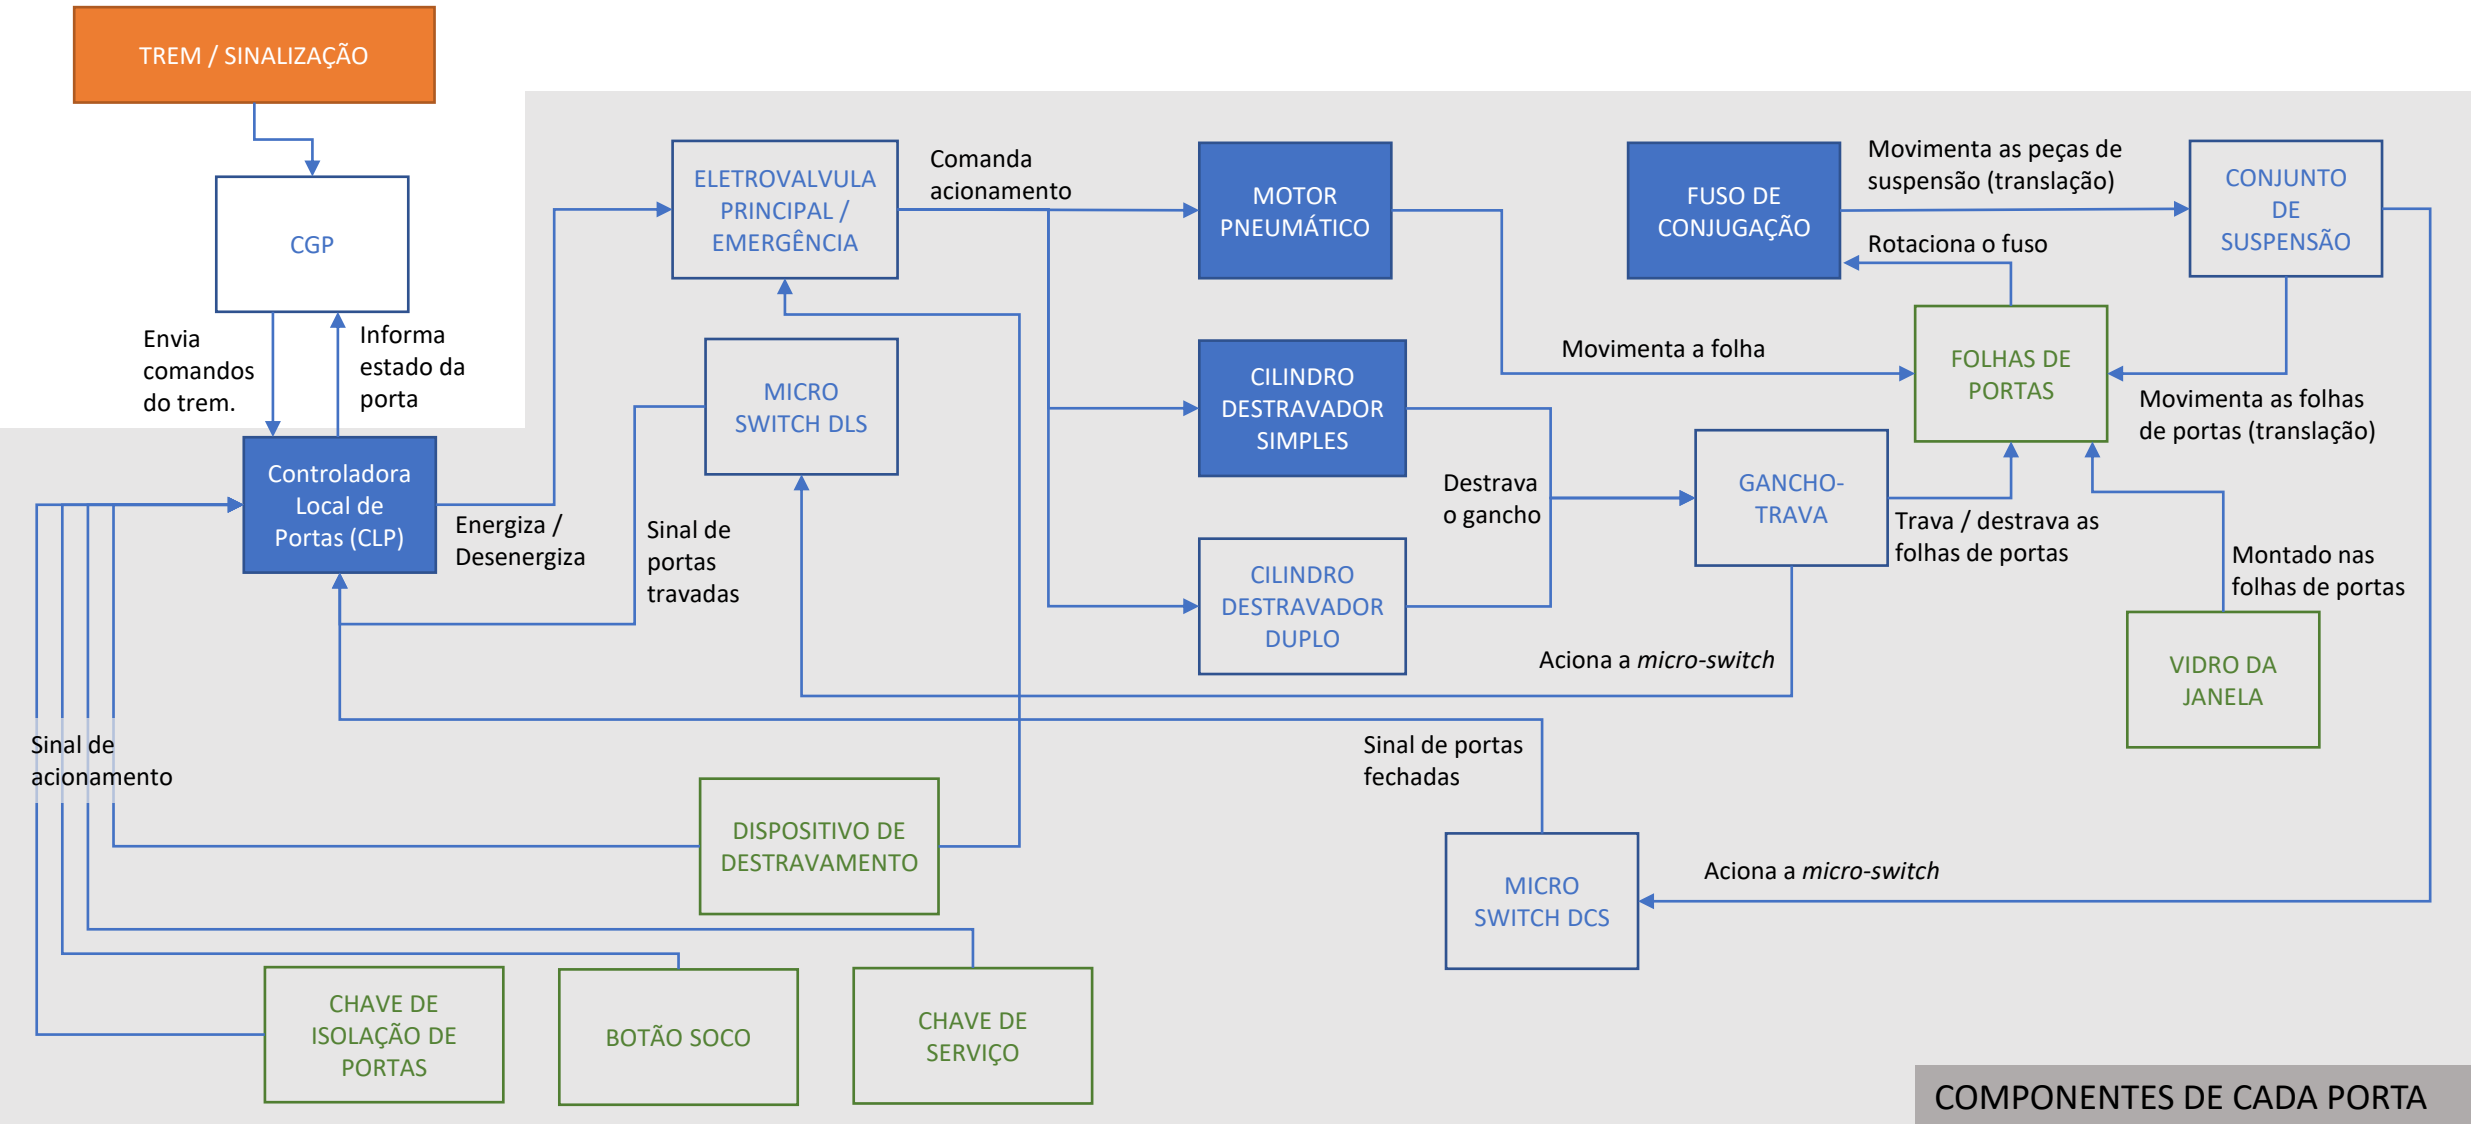 TREM / SINALIZAÇÃO
CGP
Envia
comandos
do trem.
Informa
estado da
porta
Controladora
Local de
Portas (CLP)
Energiza /
Desenergiza
ELETROVALVULA
PRINCIPAL /
EMERGÊNCIA
Comanda
acionamento
MOTOR
PNEUMÁTICO
FUSO DE
CONJUGAÇÃO
Movimenta as peças de
suspensão (translação)
Rotaciona o fuso
CONJUNTO
DE
SUSPENSÃO
MICRO
SWITCH DLS
Sinal de
portas
travadas
CILINDRO
DESTRAVADOR
SIMPLES
Movimenta a folha
FOLHAS DE
PORTAS
Movimenta as folhas
de portas (translação)
Destrava
o gancho
GANCHO-
TRAVA
Trava / destrava as
folhas de portas
CILINDRO
DESTRAVADOR
DUPLO
Montado nas
folhas de portas
VIDRO DA
JANELA
Aciona a micro-switch
Sinal de
acionamento
Sinal de portas
fechadas
DISPOSITIVO DE
DESTRAVAMENTO
MICRO
SWITCH DCS
Aciona a micro-switch
CHAVE DE
ISOLAÇÃO DE
PORTAS
BOTÃO SOCO
CHAVE DE
SERVIÇO
COMPONENTES DE CADA PORTA